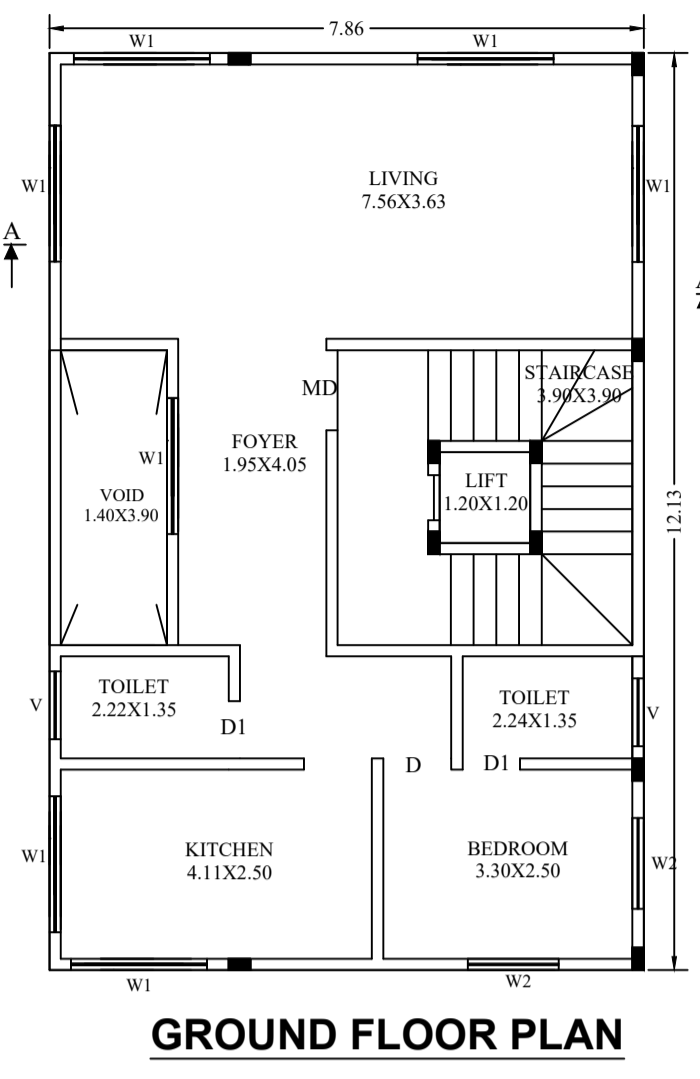 7.86
W1
W1
W1
LIVING
7.56X3.63
W1
A
MD
STAIRCASE
3.90X3.90
FOYER
1.95X4.05
W1
LIFT
1.20X1.20
VOID
1.40X3.90
12.13
TOILET
2.22X1.35
V
D1
TOILET
2.24X1.35
V
D
D1
W1
KITCHEN
4.11X2.50
BEDROOM
3.30X2.50
W2
W1
W2
GROUND FLOOR PLAN